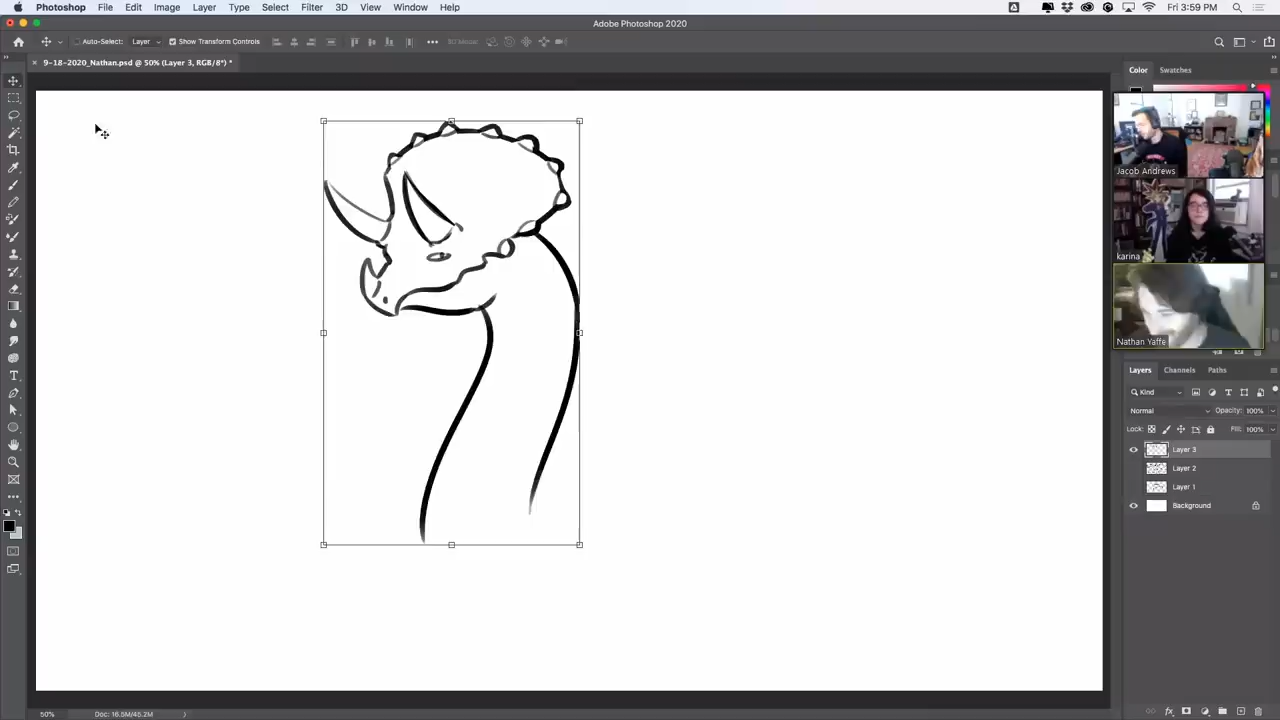 Photoshop File Edit Image Layer Type Select Filter 3D View Window Help Fri 3:59 PM
Adobe Photoshop 2020
Auto-Select: Layer Show Transform Controls 3D Mode:
9-18-2020_Nathan.psd @ 50% (Layer 3, RGB/8*) *
Color Swatches
Jacob Andrews
karina
Nathan Yaffe
Layers Channels Paths
Kind
Normal Opacity: 100%
Lock: Fill: 100%
Layer 3
Layer 2
Layer 1
Background
50% Doc: 16.5M/45.2M